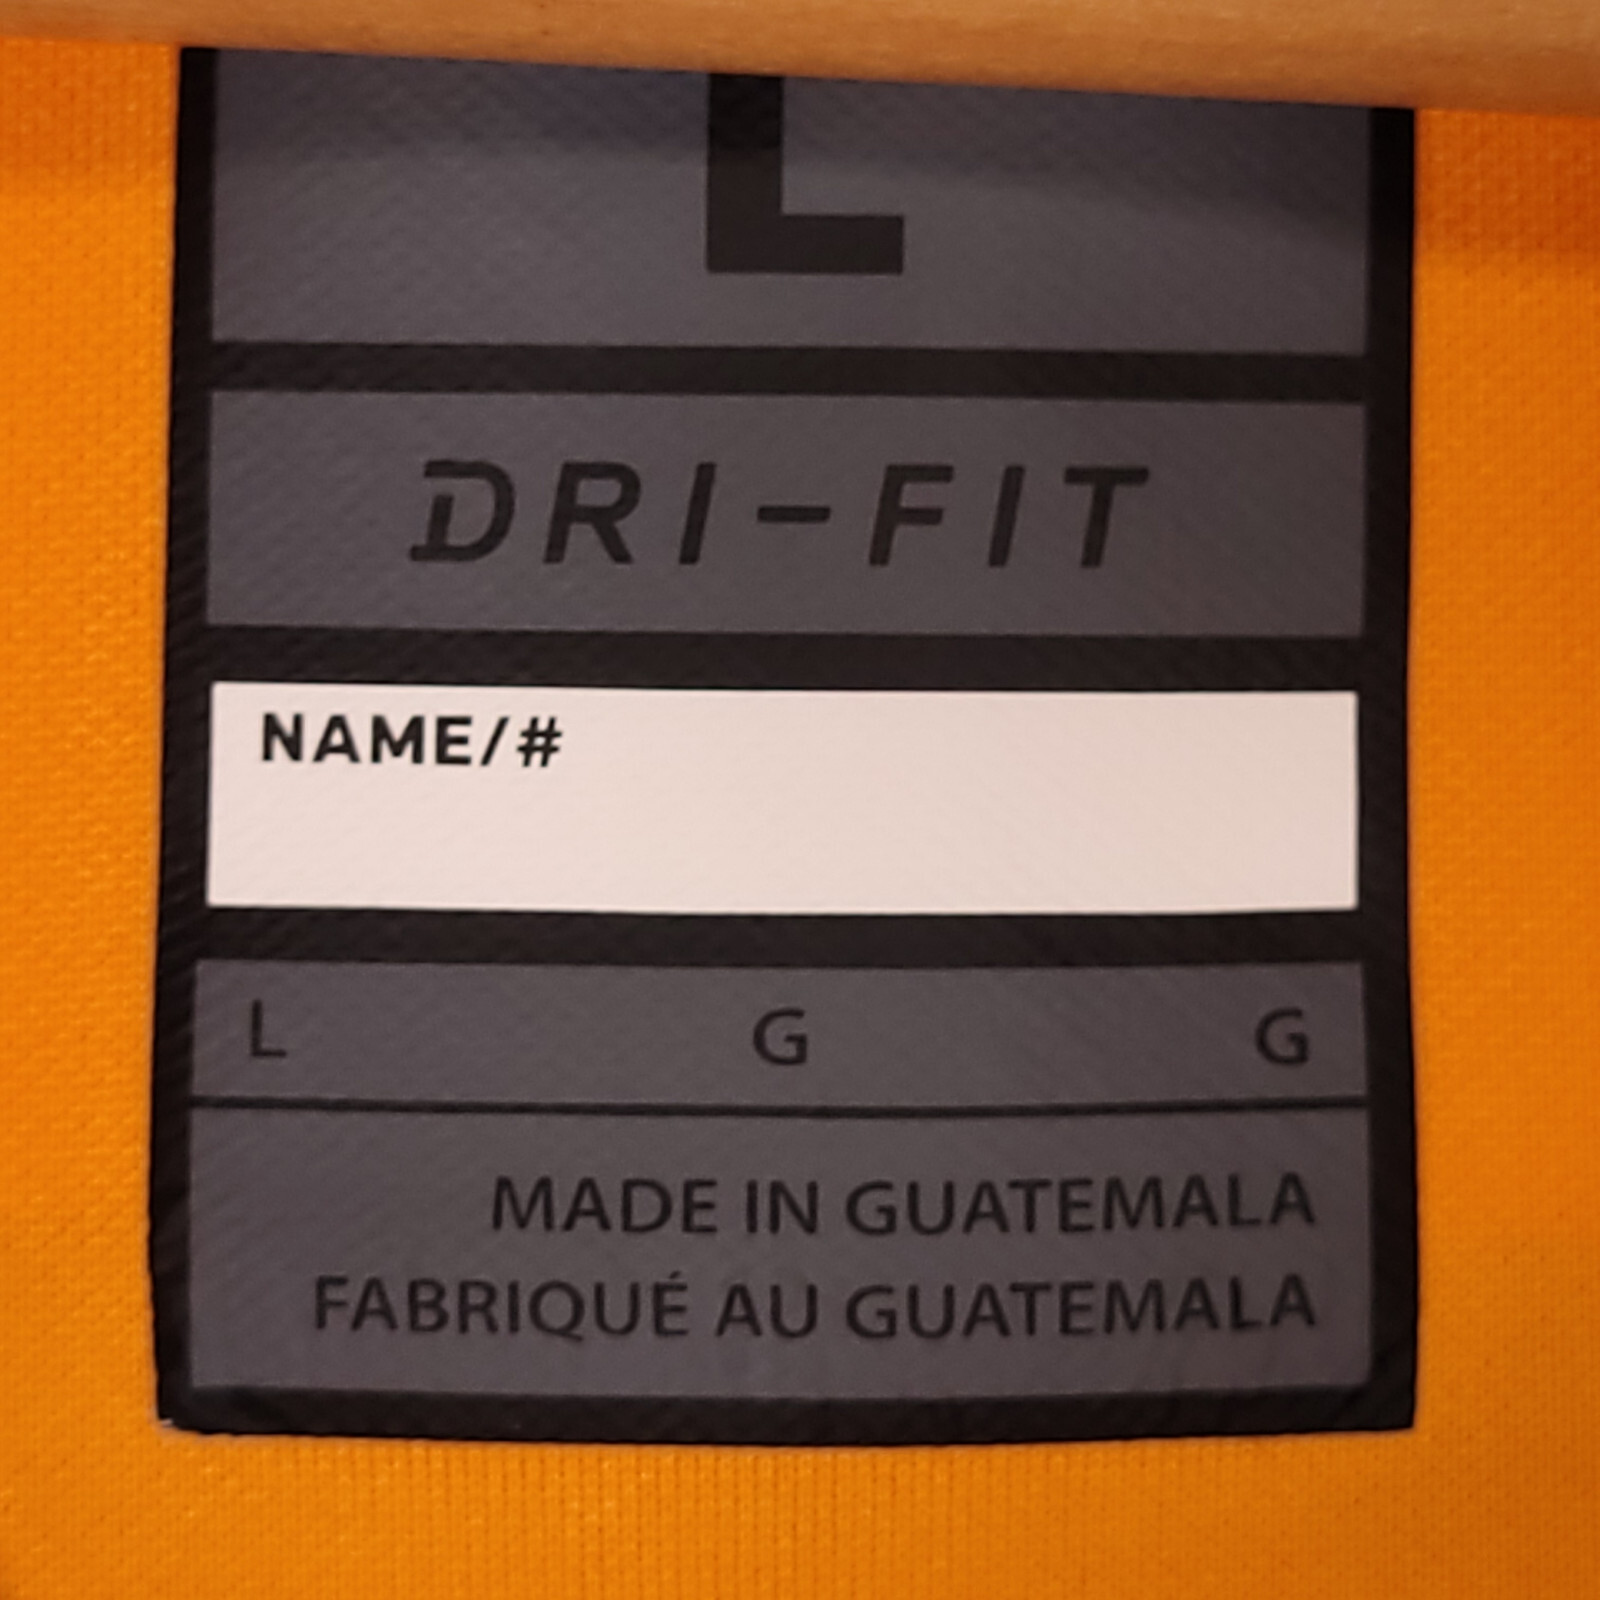 L
DRI-FIT
NAME/#
L G G
MADE IN GUATEMALA
FABRIQUÉ AU GUATEMALA